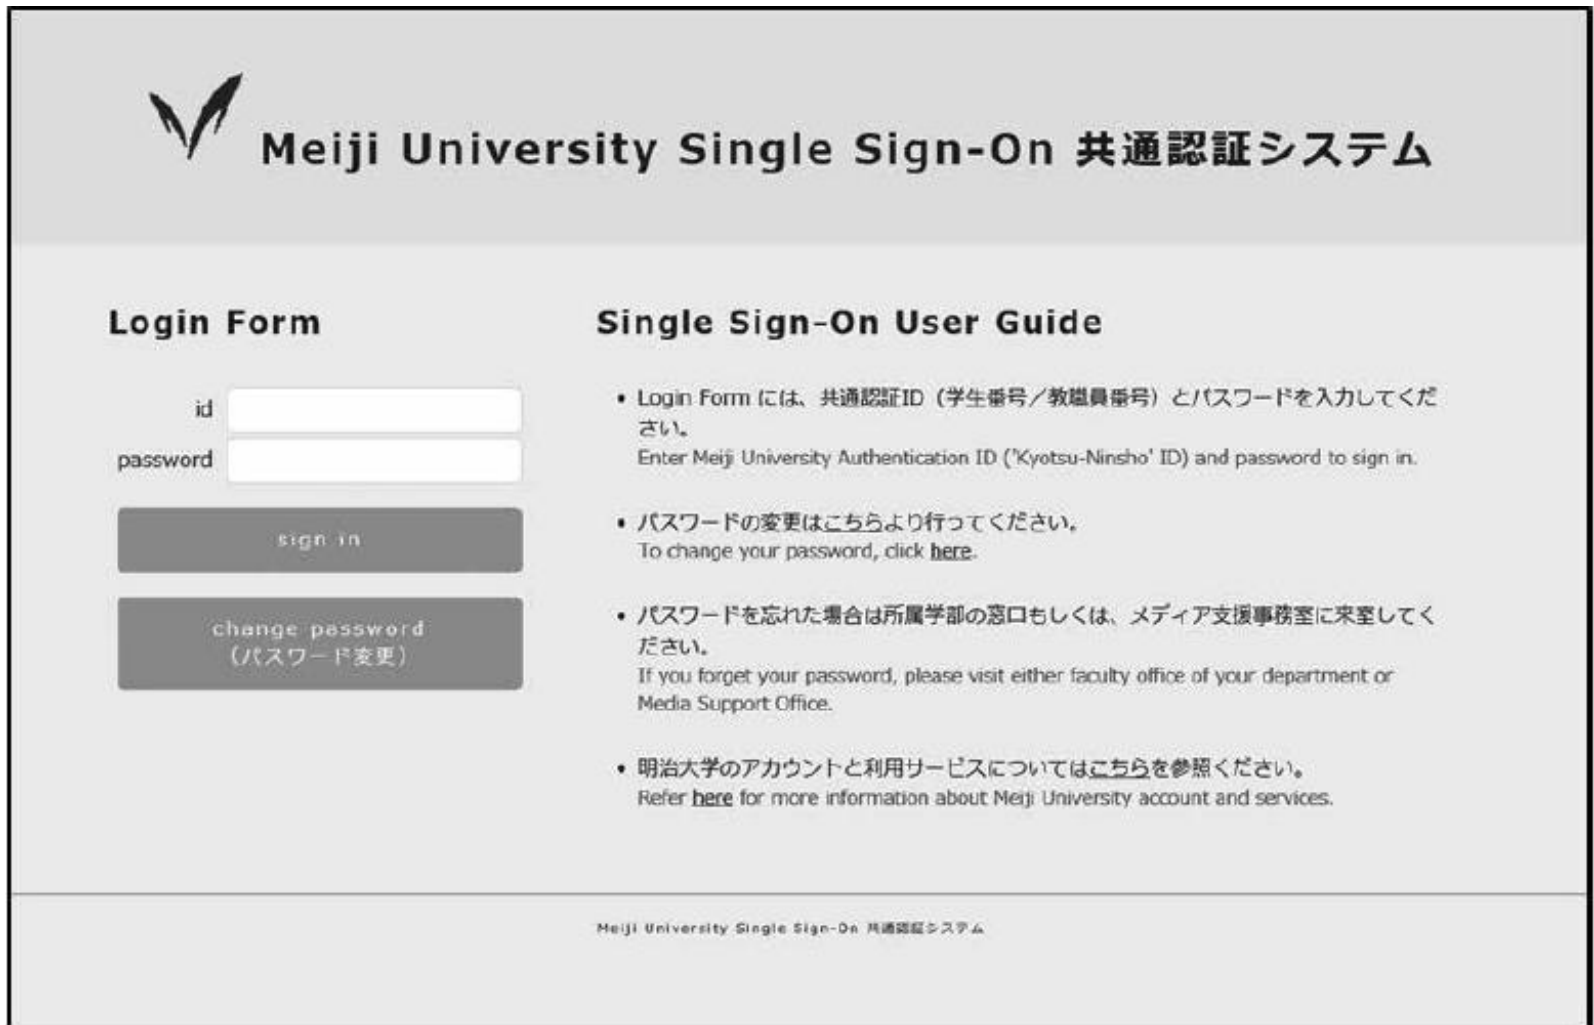 Meiji University Single Sign-On 共通認証システム
Login Form
id
password
sign in
change password
(パスワード変更)
Single Sign-On User Guide
• Login Form には、共通認証ID（学生番号／教職員番号）とパスワードを入力してくだ
さい。
Enter Meiji University Authentication ID ('Kyotsu-Ninsho' ID) and password to sign in.
• パスワードの変更はこちらより行ってください。
To change your password, click here.
• パスワードを忘れた場合は所属学部の窓口もしくは、メディア支援事務室に来室してく
ださい。
If you forget your password, please visit either faculty office of your department or
Media Support Office.
• 明治大学のアカウントと利用サービスについてはこちらを参照ください。
Refer here for more information about Meiji University account and services.
Meiji University Single Sign-On 共通認証システム